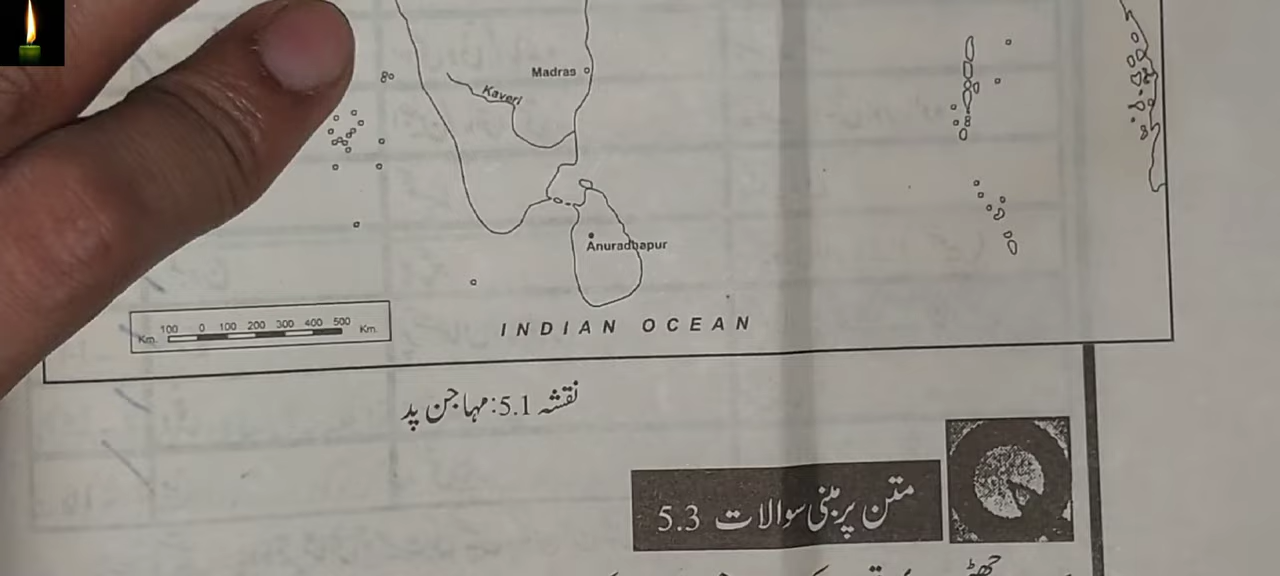 Madras
Kaveri
Anuradhapur
100 0 100 200 300 400 500
Km. Km.
INDIAN OCEAN
نقشہ 5.1: مہاجن پد
متن پر مبنی سوالات 5.3